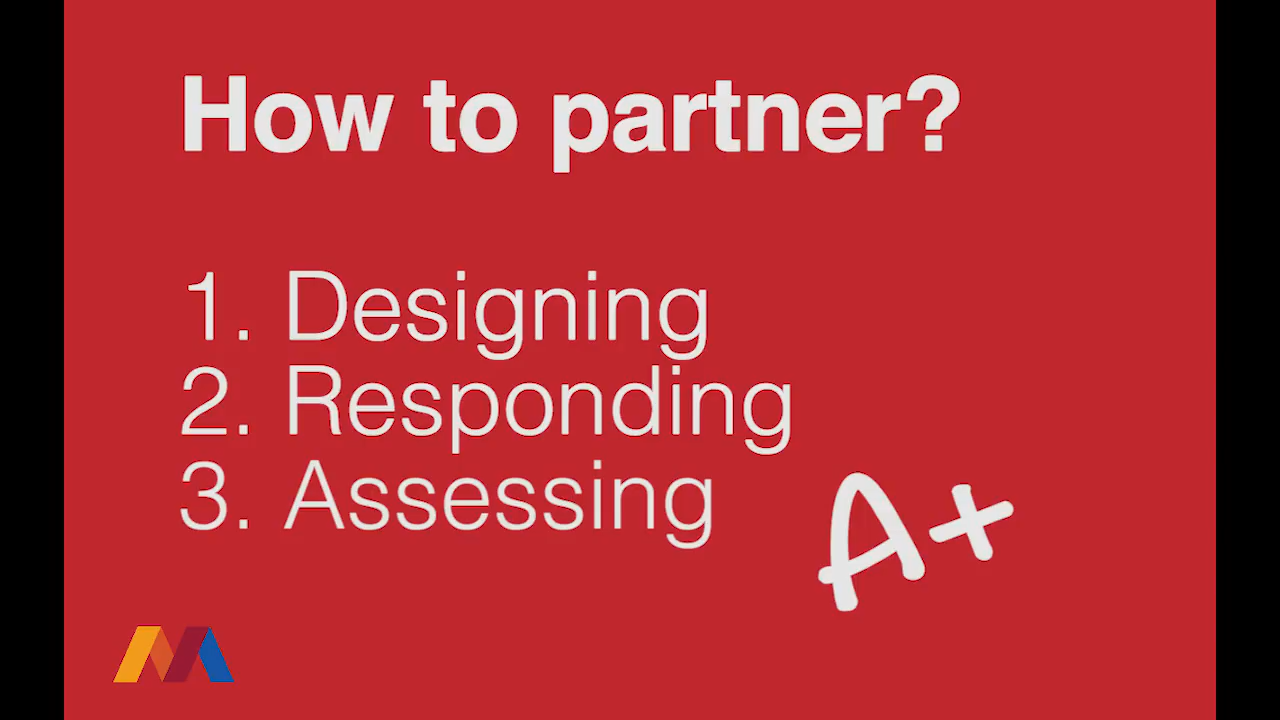 How to partner?
1. Designing
2. Responding
3. Assessing
A+